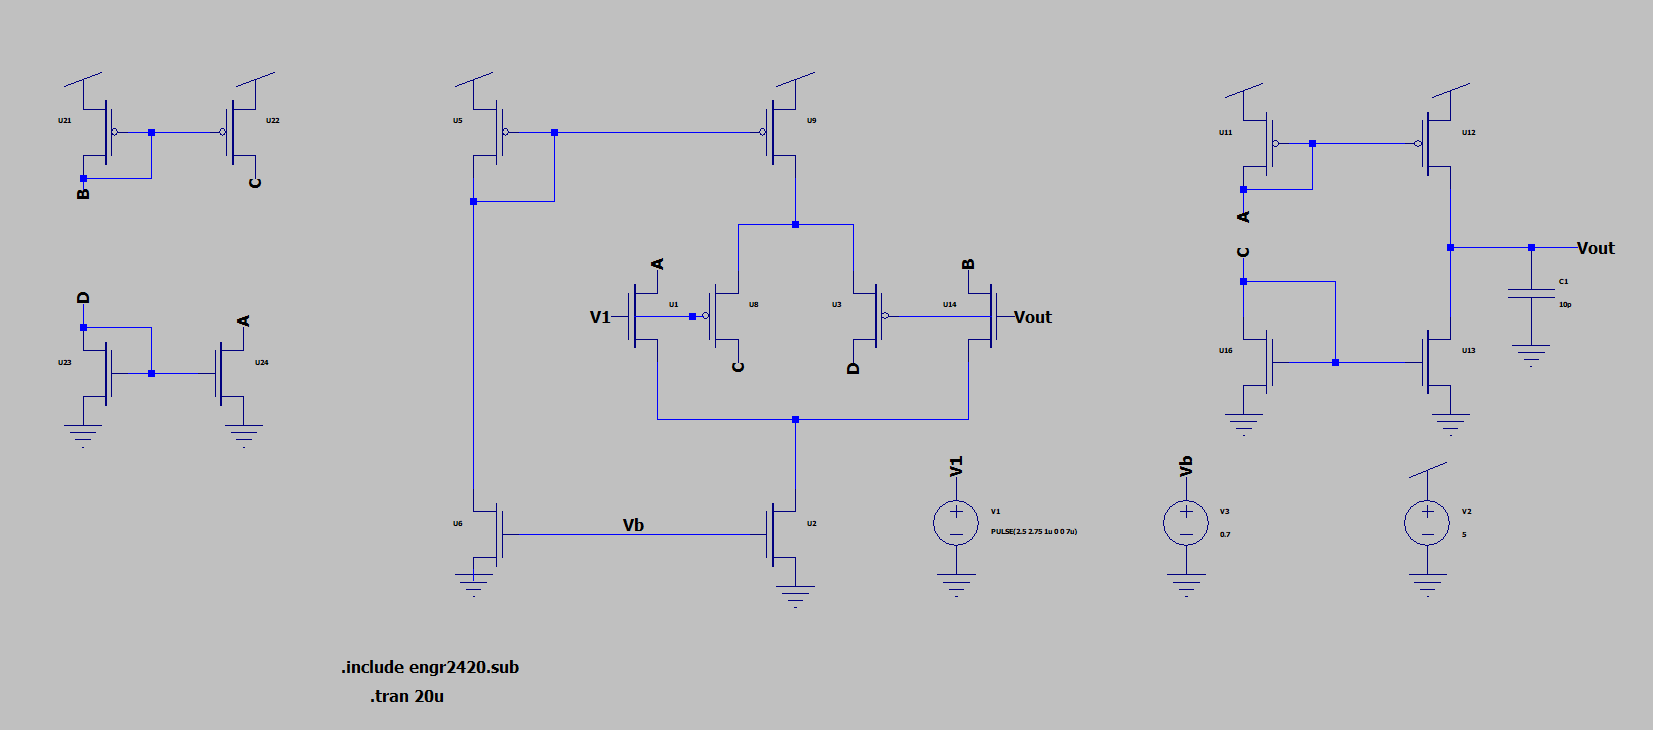 U21
U22
B
C
D
A
U23
U24
U5
U9
A
B
V1
U1
U8
U3
U14
Vout
C
D
U6
Vb
U2
V1
V1
PULSE(2.5 2.75 1u 0 0 7u)
U11
U12
A
C
Vout
C1
10p
U16
U13
Vb
V3
0.7
V2
5
.include engr2420.sub
.tran 20u